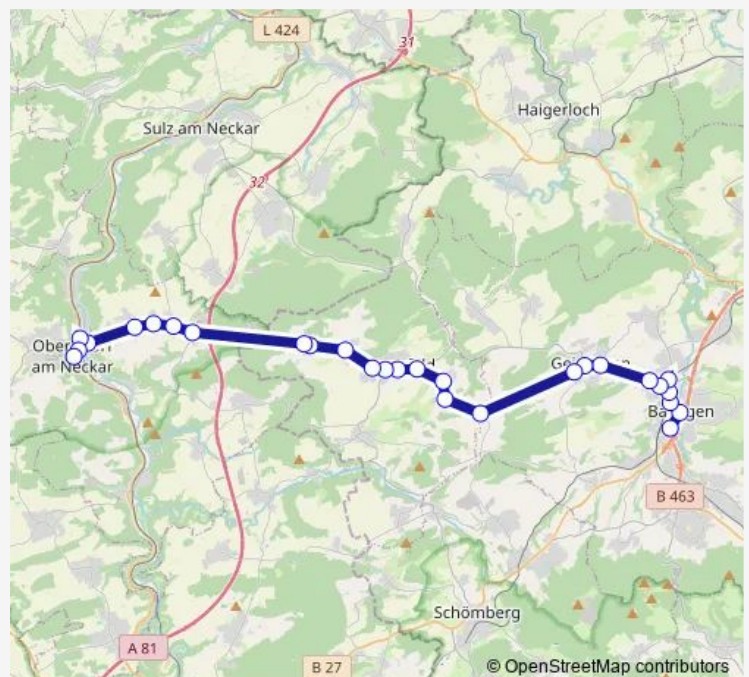 L 424
31
Haigerloch
Sulz am Neckar
32
am Neckar
B 463
Schömberg
A 81
B 27
© OpenStreetMap contributors